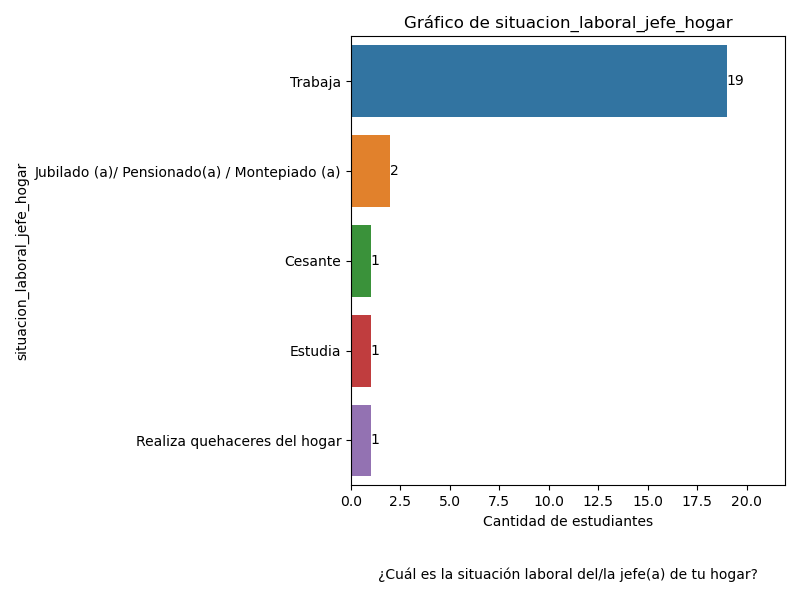 Gráfico de situacion_laboral_jefe_hogar
situacion_laboral_jefe_hogar
Trabaja
19
Jubilado (a)/ Pensionado(a) / Montepiado (a)
2
Cesante
1
Estudia
1
Realiza quehaceres del hogar
1
0.0 2.5 5.0 7.5 10.0 12.5 15.0 17.5 20.0
Cantidad de estudiantes
¿Cuál es la situación laboral del/la jefe(a) de tu hogar?